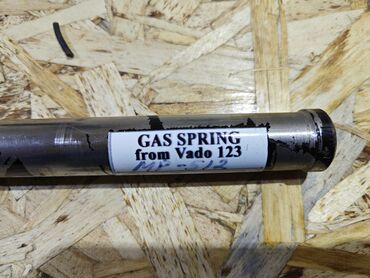 GAS SPRING
from Vado 123